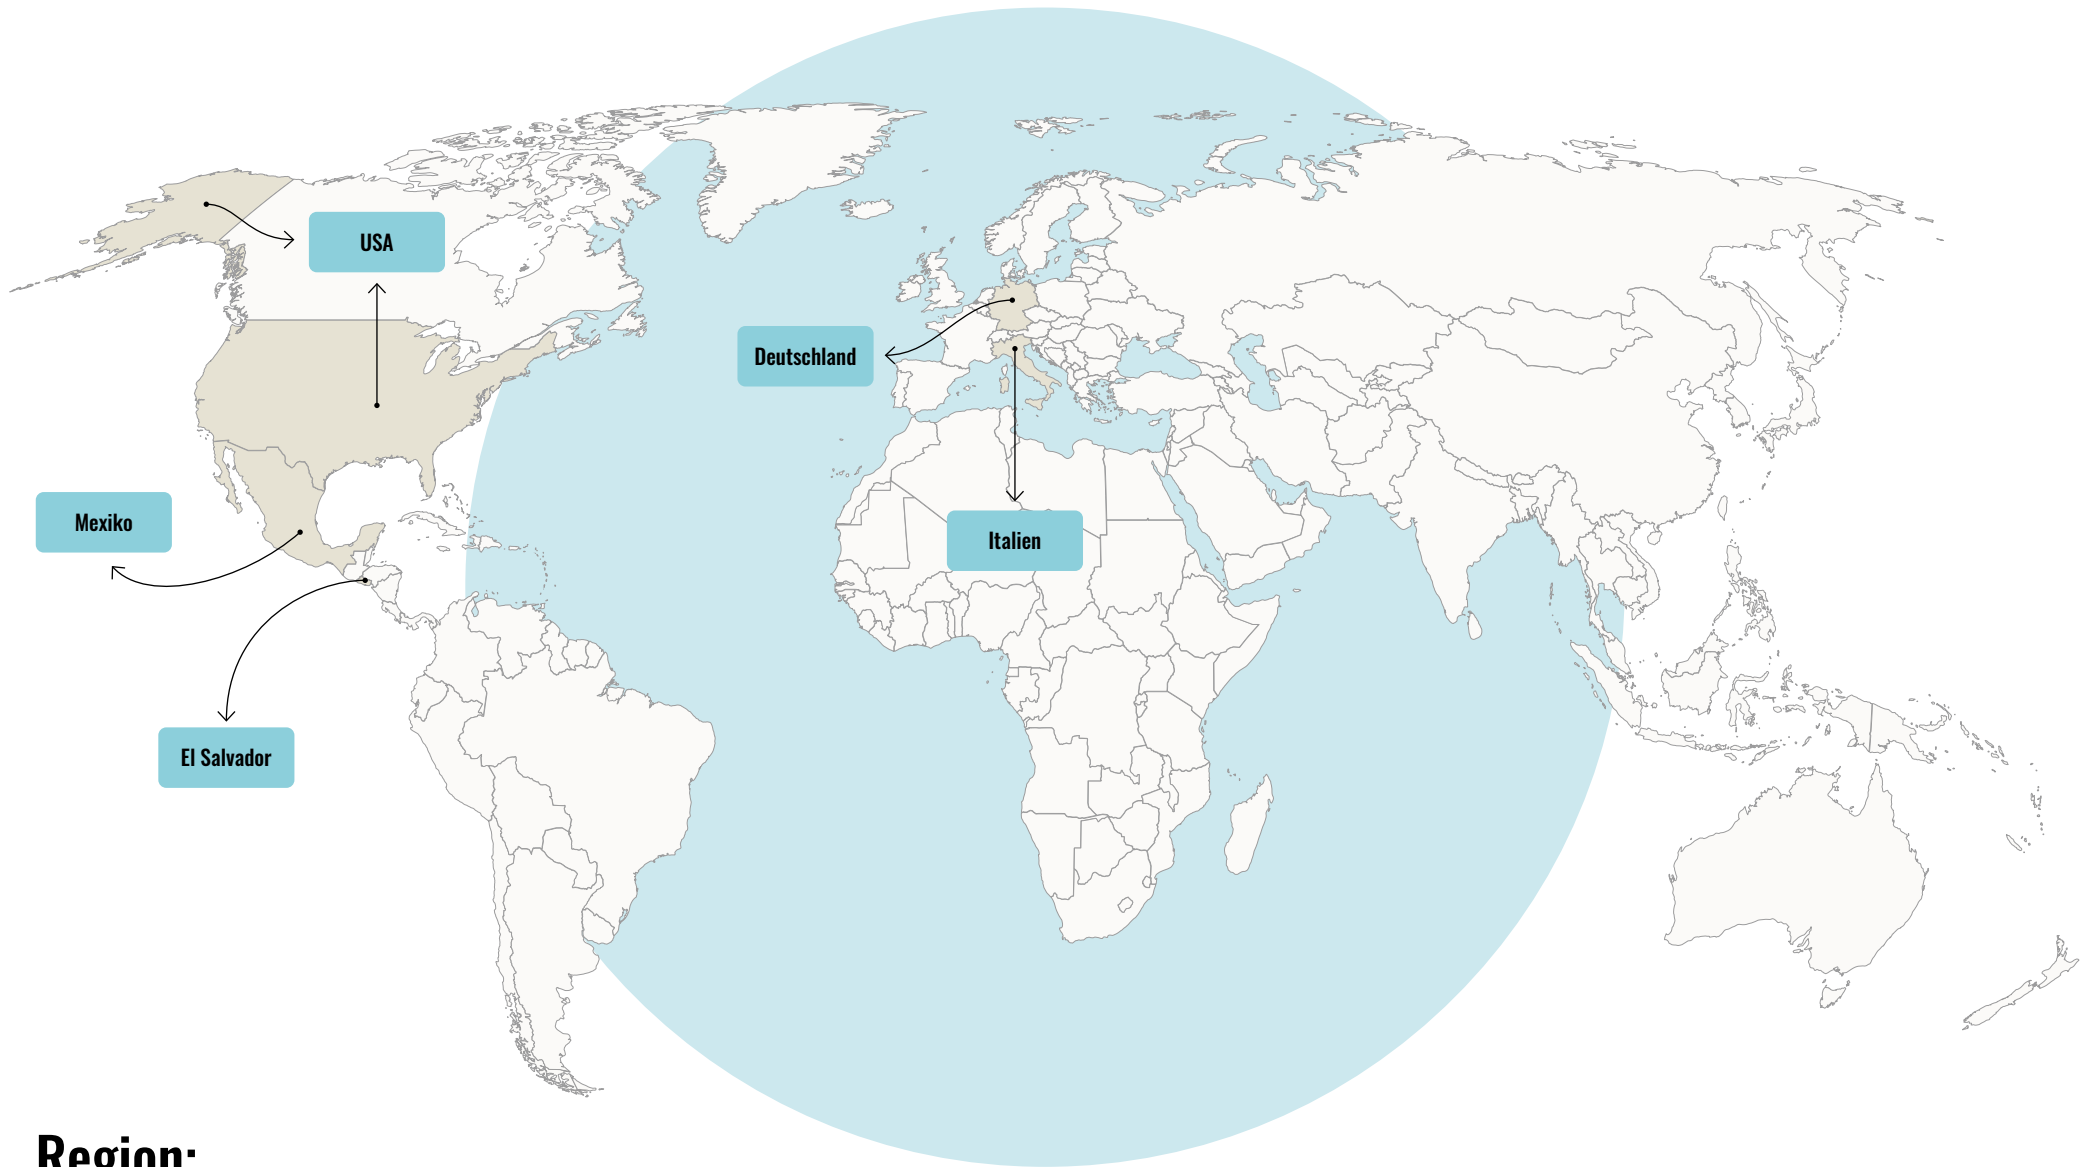 USA
Deutschland
Mexiko
Italien
El Salvador
Region: